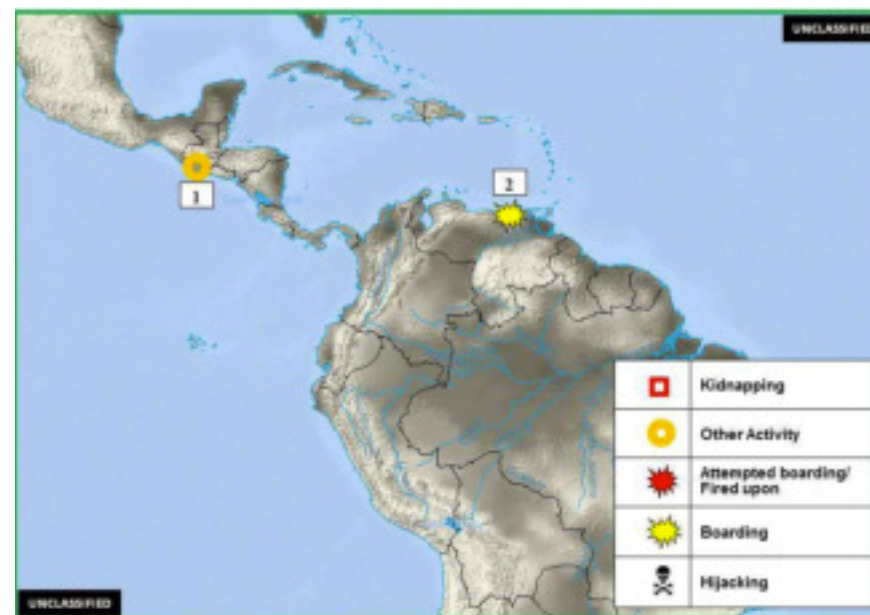 UNCLASSIFIED
1
2
Kidnapping
Other Activity
Attempted boarding/
Fired upon
Boarding
Hijacking
UNCLASSIFIED